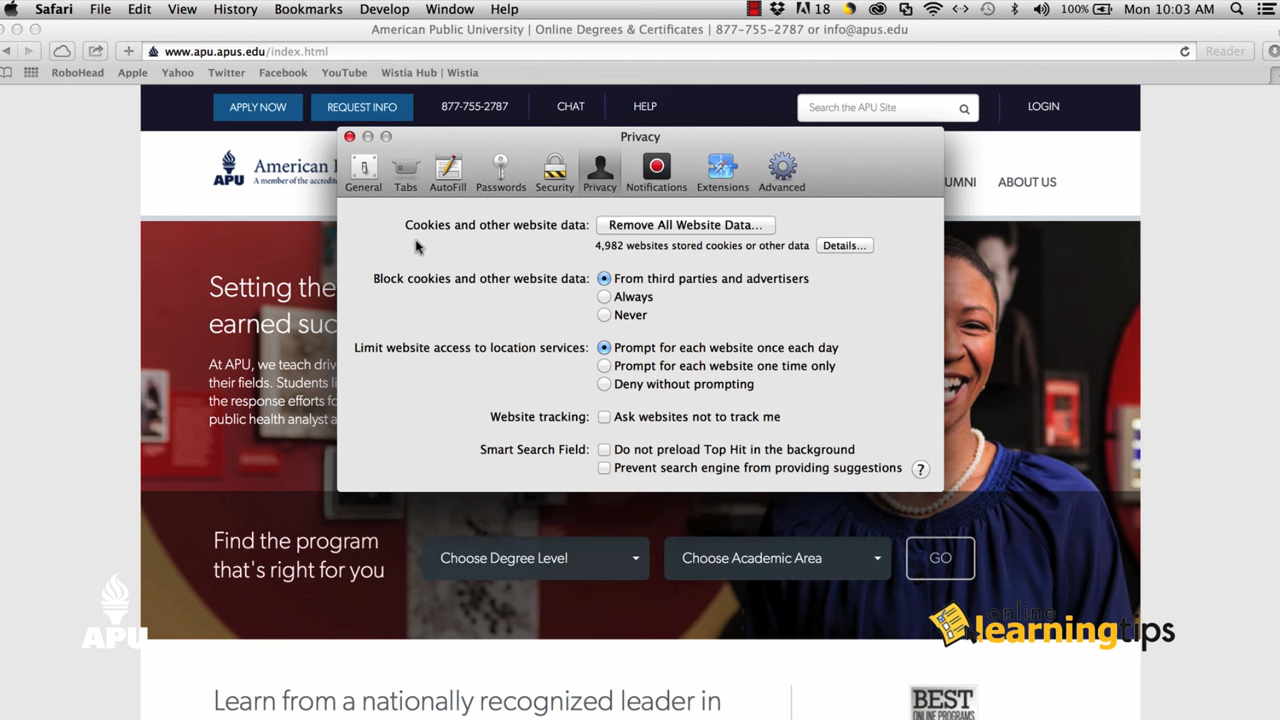 Safari File Edit View History Bookmarks Develop Window Help 18 100% Mon 10:03 AM
American Public University | Online Degrees & Certificates | 877-755-2787 or info@apus.edu
www.apu.apus.edu/index.html Reader
RoboHead Apple Yahoo Twitter Facebook YouTube Wistia Hub | Wistia
APPLY NOW REQUEST INFO 877-755-2787 CHAT HELP Search the APU Site LOGIN
Privacy
American
APU A member of the
UMNI ABOUT US
General Tabs AutoFill Passwords Security Privacy Notifications Extensions Advanced
Cookies and other website data: Remove All Website Data...
4,982 websites stored cookies or other data Details...
Block cookies and other website data: From third parties and advertisers
Always
Never
Limit website access to location services: Prompt for each website once each day
Prompt for each website one time only
Deny without prompting
Website tracking: Ask websites not to track me
Smart Search Field: Do not preload Top Hit in the background
Prevent search engine from providing suggestions ?
Setting the
earned suc
At APU, we teach driv
their fields. Students li
the response efforts fo
public health analyst a
Find the program
that's right for you
Choose Degree Level Choose Academic Area GO
APU
online
learningtips
Learn from a nationally recognized leader in
BEST
ONLINE PROGRAMS